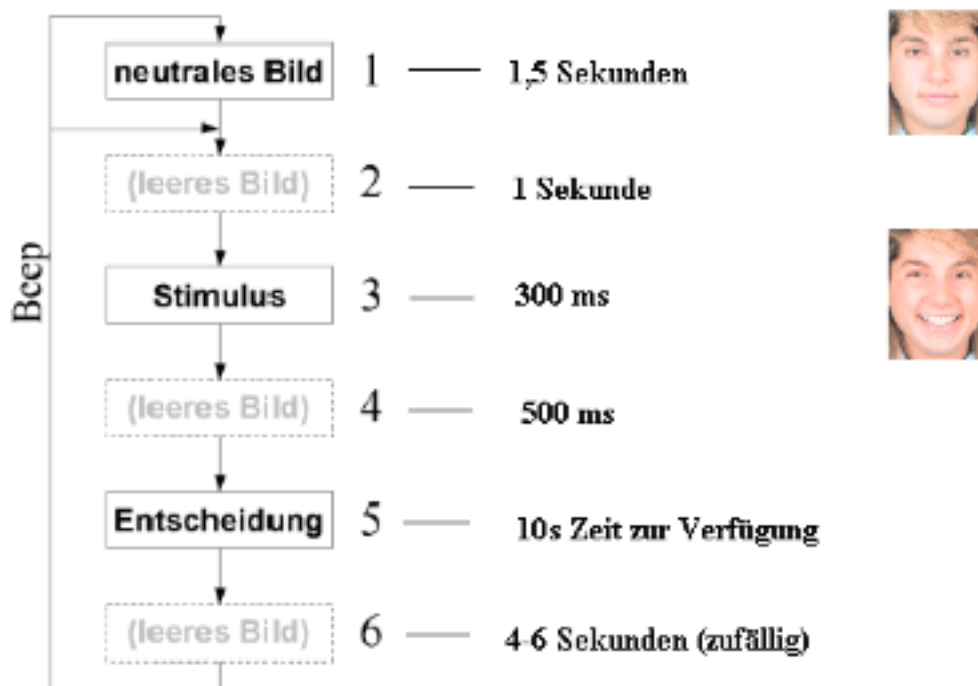 neutrales Bild 1 1,5 Sekunden
(leeres Bild) 2 1 Sekunde
Stimulus 3 300 ms
(leeres Bild) 4 500 ms
Entscheidung 5 10s Zeit zur Verfügung
(leeres Bild) 6 4-6 Sekunden (zufällig)
Beep